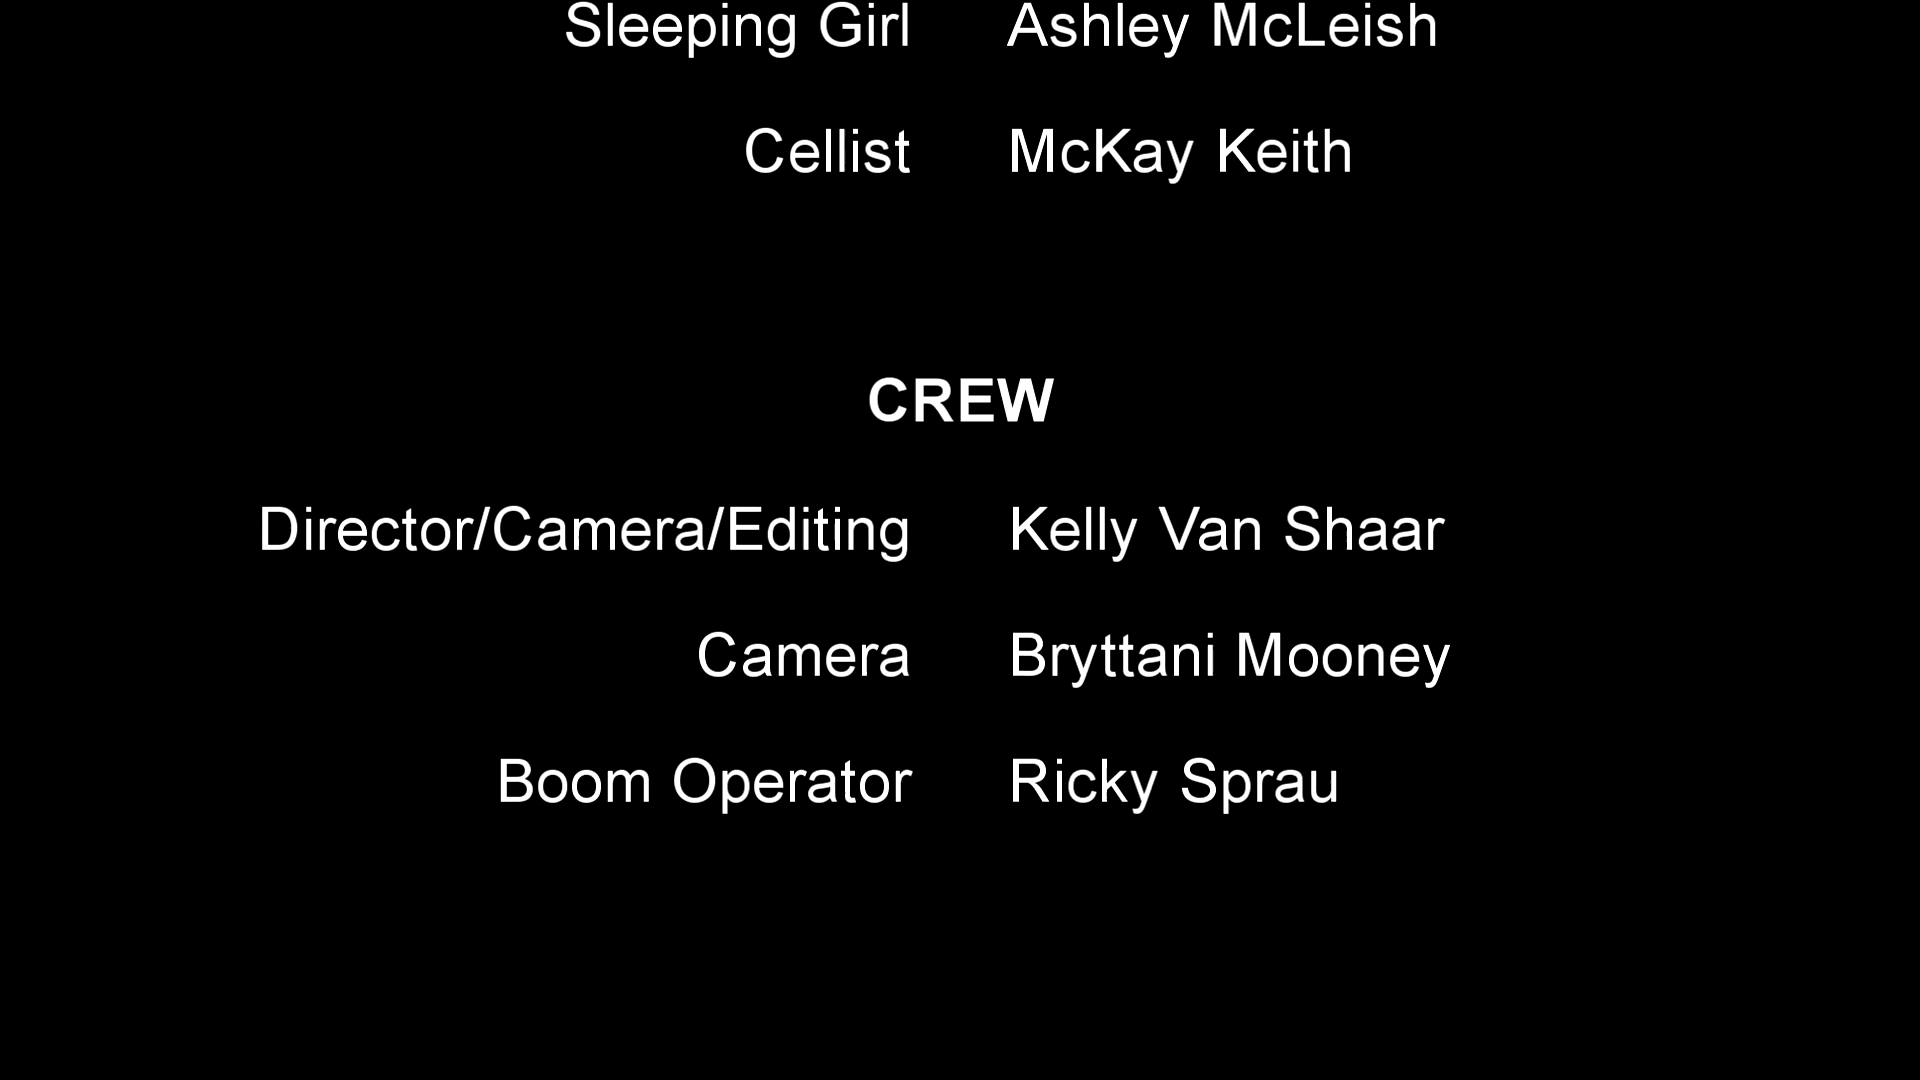 Sleeping Girl Ashley McLeish
Cellist McKay Keith
CREW
Director/Camera/Editing Kelly Van Shaar
Camera Bryttani Mooney
Boom Operator Ricky Sprau